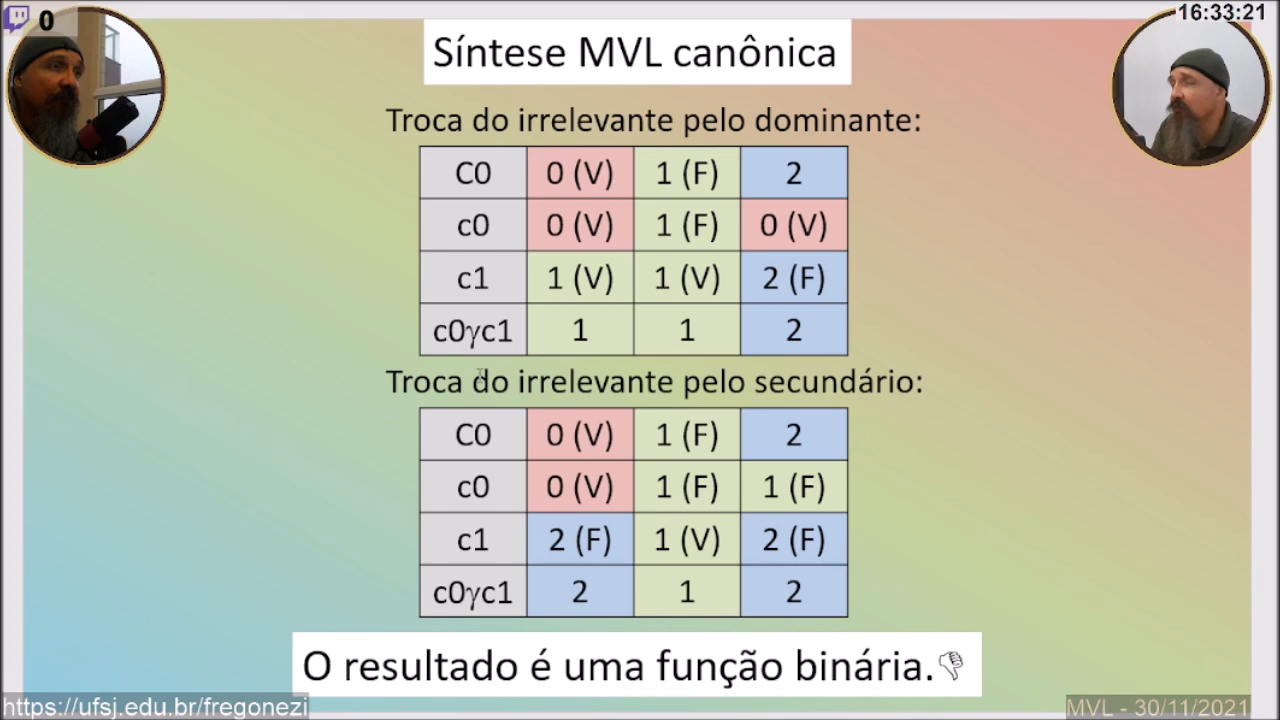 0
16:33:21
Síntese MVL canônica
Troca do irrelevante pelo dominante:
C0 0 (V) 1 (F) 2
c0 0 (V) 1 (F) 0 (V)
c1 1 (V) 1 (V) 2 (F)
c0γc1 1 1 2
Troca do irrelevante pelo secundário:
C0 0 (V) 1 (F) 2
c0 0 (V) 1 (F) 1 (F)
c1 2 (F) 1 (V) 2 (F)
c0γc1 2 1 2
O resultado é uma função binária.👎
https://ufsj.edu.br/fregonezi
MVL - 30/11/2021